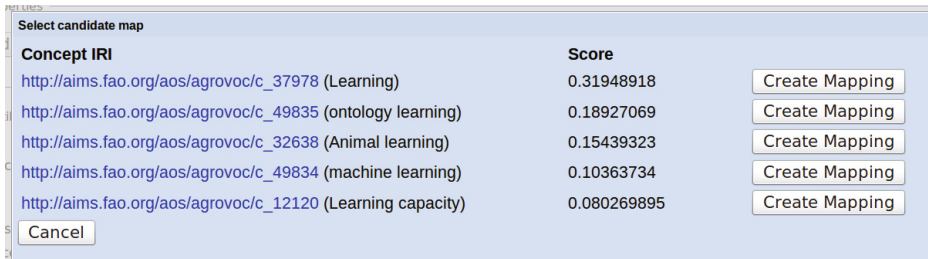 perties
Select candidate map
Concept IRI Score
http://aims.fao.org/aos/agrovoc/c_37978 (Learning) 0.31948918 Create Mapping
http://aims.fao.org/aos/agrovoc/c_49835 (ontology learning) 0.18927069 Create Mapping
http://aims.fao.org/aos/agrovoc/c_32638 (Animal learning) 0.15439323 Create Mapping
http://aims.fao.org/aos/agrovoc/c_49834 (machine learning) 0.10363734 Create Mapping
http://aims.fao.org/aos/agrovoc/c_12120 (Learning capacity) 0.080269895 Create Mapping
Cancel